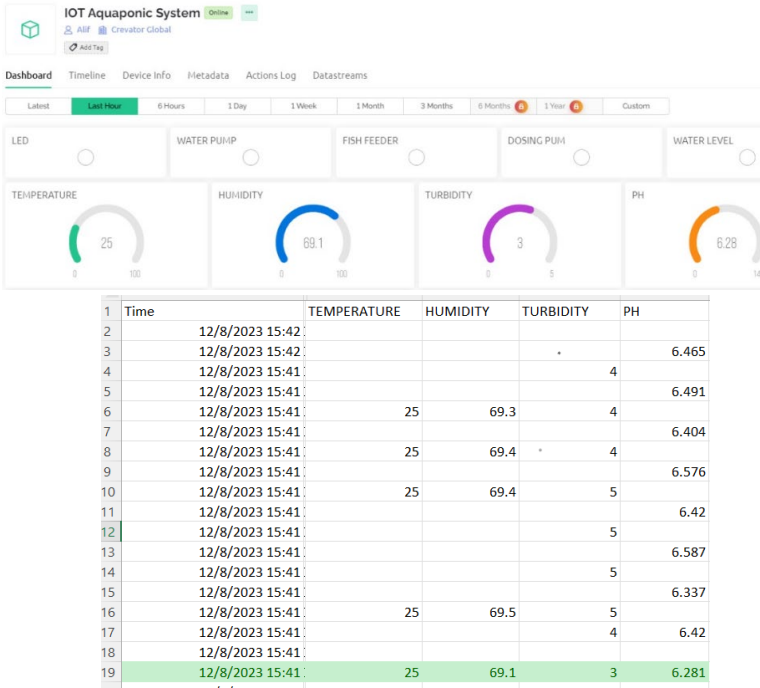 IOT Aquaponic System Online ...
Alif Crevator Global
Add Tag
Dashboard Timeline Device Info Metadata Actions Log Datastreams
Latest Last Hour 6 Hours 1 Day 1 Week 1 Month 3 Months 6 Months 1 Year Custom
LED WATER PUMP FISH FEEDER DOSING PUM WATER LEVEL
TEMPERATURE HUMIDITY TURBIDITY PH
25 69.1 3 6.28
0 100 0 100 0 5 0 14
1 Time TEMPERATURE HUMIDITY TURBIDITY PH
2 12/8/2023 15:42
3 12/8/2023 15:42 6.465
4 12/8/2023 15:41 4
5 12/8/2023 15:41 6.491
6 12/8/2023 15:41 25 69.3 4
7 12/8/2023 15:41 6.404
8 12/8/2023 15:41 25 69.4 4
9 12/8/2023 15:41 6.576
10 12/8/2023 15:41 25 69.4 5
11 12/8/2023 15:41 6.42
12 12/8/2023 15:41 5
13 12/8/2023 15:41 6.587
14 12/8/2023 15:41 5
15 12/8/2023 15:41 6.337
16 12/8/2023 15:41 25 69.5 5
17 12/8/2023 15:41 4 6.42
18 12/8/2023 15:41
19 12/8/2023 15:41 25 69.1 3 6.281